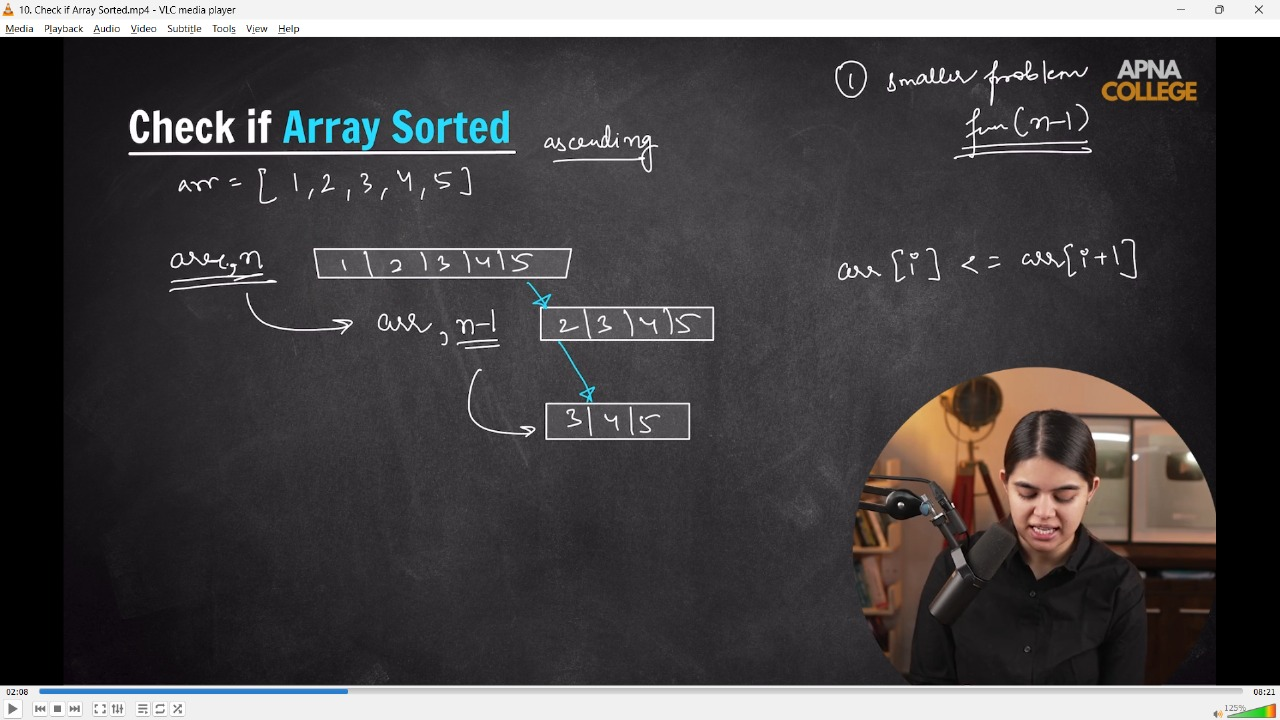 10. Check if Array Sorted.mp4 - VLC media player
Media Playback Audio Video Subtitle Tools View Help
① smaller problem
APNA
COLLEGE
fun(n-1)
Check if Array Sorted
ascending
arr = [ 1, 2, 3, 4, 5 ]
arr, n
1 | 2 | 3 | 4 | 5
arr [i] <= arr[i+1]
arr, n-1
2 | 3 | 4 | 5
3 | 4 | 5
02:08
08:21
125%